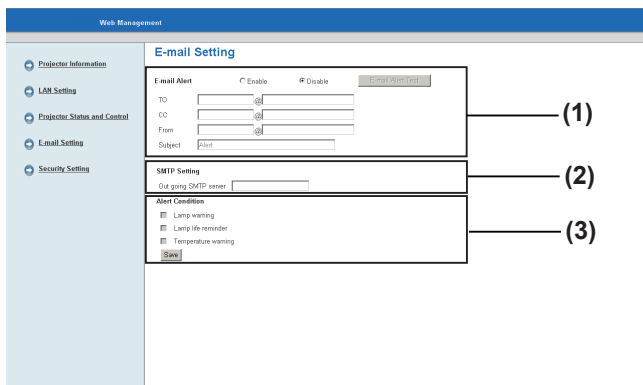 Web Management
E-mail Setting
Projector Information
LAN Setting
Projector Status and Control
E-mail Setting
Security Setting
E-mail Alert Enable Disable E-mail Alert Test
TO @
CC @
From @
Subject Alert
(1)
SMTP Setting
Out going SMTP server
(2)
Alert Condition
Lamp warning
Lamp life reminder
Temperature warning
Save
(3)